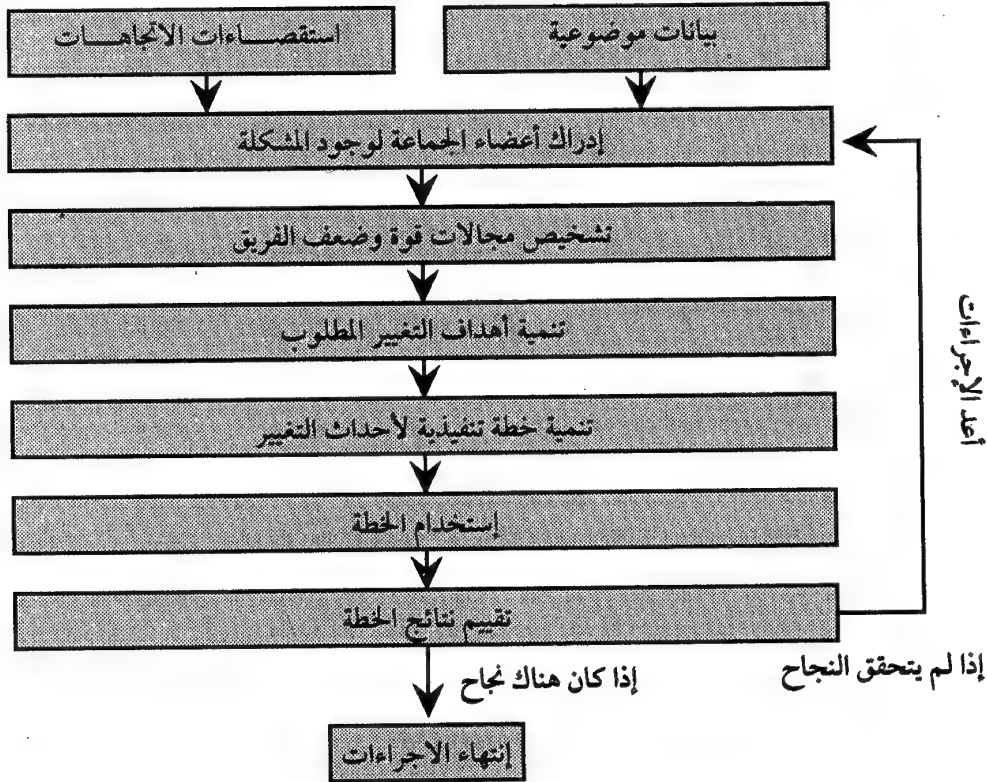 بيانات موضوعية
استقصاءات الاتجاهات
إدراك أعضاء الجماعة لوجود المشكلة
تشخيص مجالات قوة وضعف الفريق
تنمية أهداف التغيير المطلوب
تنمية خطة تنفيذية لأحداث التغيير
إستخدام الخطة
تقييم نتائج الخطة
أعد الإجراءات
إذا لم يتحقق النجاح
إذا كان هناك نجاح
إنتهاء الاجراءات